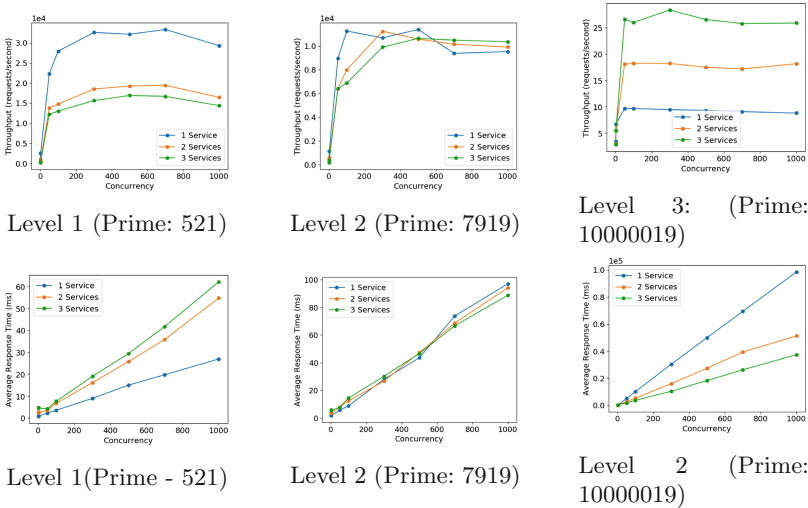 1e4
Throughput (requests/second)
3.0
2.5
2.0
1.5
1.0
0.5
0.0
1 Service
2 Services
3 Services
0 200 400 600 800 1000
Concurrency
Level 1 (Prime: 521)
1e4
Throughput (requests/second)
1.0
0.8
0.6
0.4
0.2
0.0
1 Service
2 Services
3 Services
0 200 400 600 800 1000
Concurrency
Level 2 (Prime: 7919)
Throughput (requests/second)
25
20
15
10
5
1 Service
2 Services
3 Services
0 200 400 600 800 1000
Concurrency
Level 3: (Prime:
10000019)
Average Response Time (ms)
60
50
40
30
20
10
0
1 Service
2 Services
3 Services
0 200 400 600 800 1000
Concurrency
Level 1(Prime - 521)
Average Response Time (ms)
100
80
60
40
20
0
1 Service
2 Services
3 Services
0 200 400 600 800 1000
Concurrency
Level 2 (Prime: 7919)
1e5
Average Response Time (ms)
1.0
0.8
0.6
0.4
0.2
0.0
1 Service
2 Services
3 Services
0 200 400 600 800 1000
Concurrency
Level 2 (Prime:
10000019)